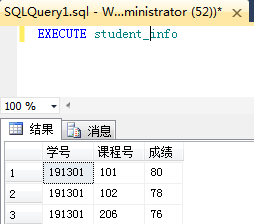 SQLQuery1.sql - W...ministrator (52))*
EXECUTE student_info
100 %
结果 消息
学号 课程号 成绩
1 191301 101 80
2 191301 102 78
3 191301 206 76